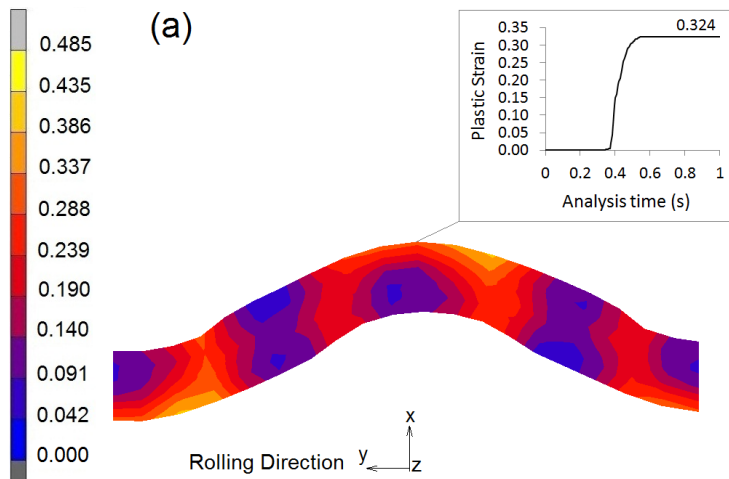 (a)
0.485
0.435
0.386
0.337
0.288
0.239
0.190
0.140
0.091
0.042
0.000
0.324
Plastic Strain
0.35
0.30
0.25
0.20
0.15
0.10
0.05
0.00
0 0.2 0.4 0.6 0.8 1
Analysis time (s)
x
y
z
Rolling Direction